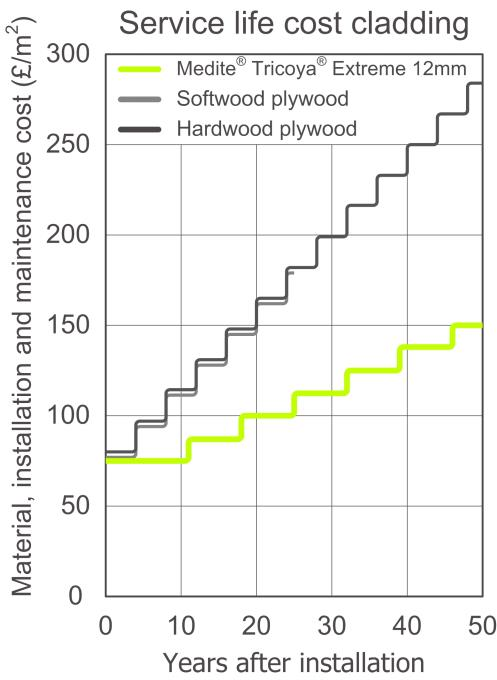 Service life cost cladding
Material, installation and maintenance cost (£/m²)
300
250
200
150
100
50
0
Medite® Tricoya® Extreme 12mm
Softwood plywood
Hardwood plywood
0 10 20 30 40 50
Years after installation